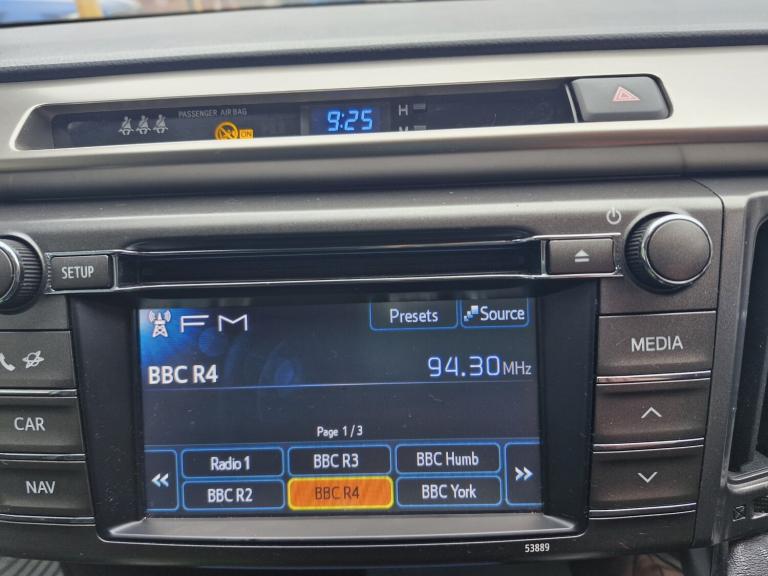 PASSENGER AIR BAG
ON
9:25
H
M
SETUP
FM
Presets
Source
BBC R4
94.30MHz
MEDIA
CAR
Page 1 / 3
Radio 1
BBC R3
BBC Humb
BBC R2
BBC R4
BBC York
NAV
53889